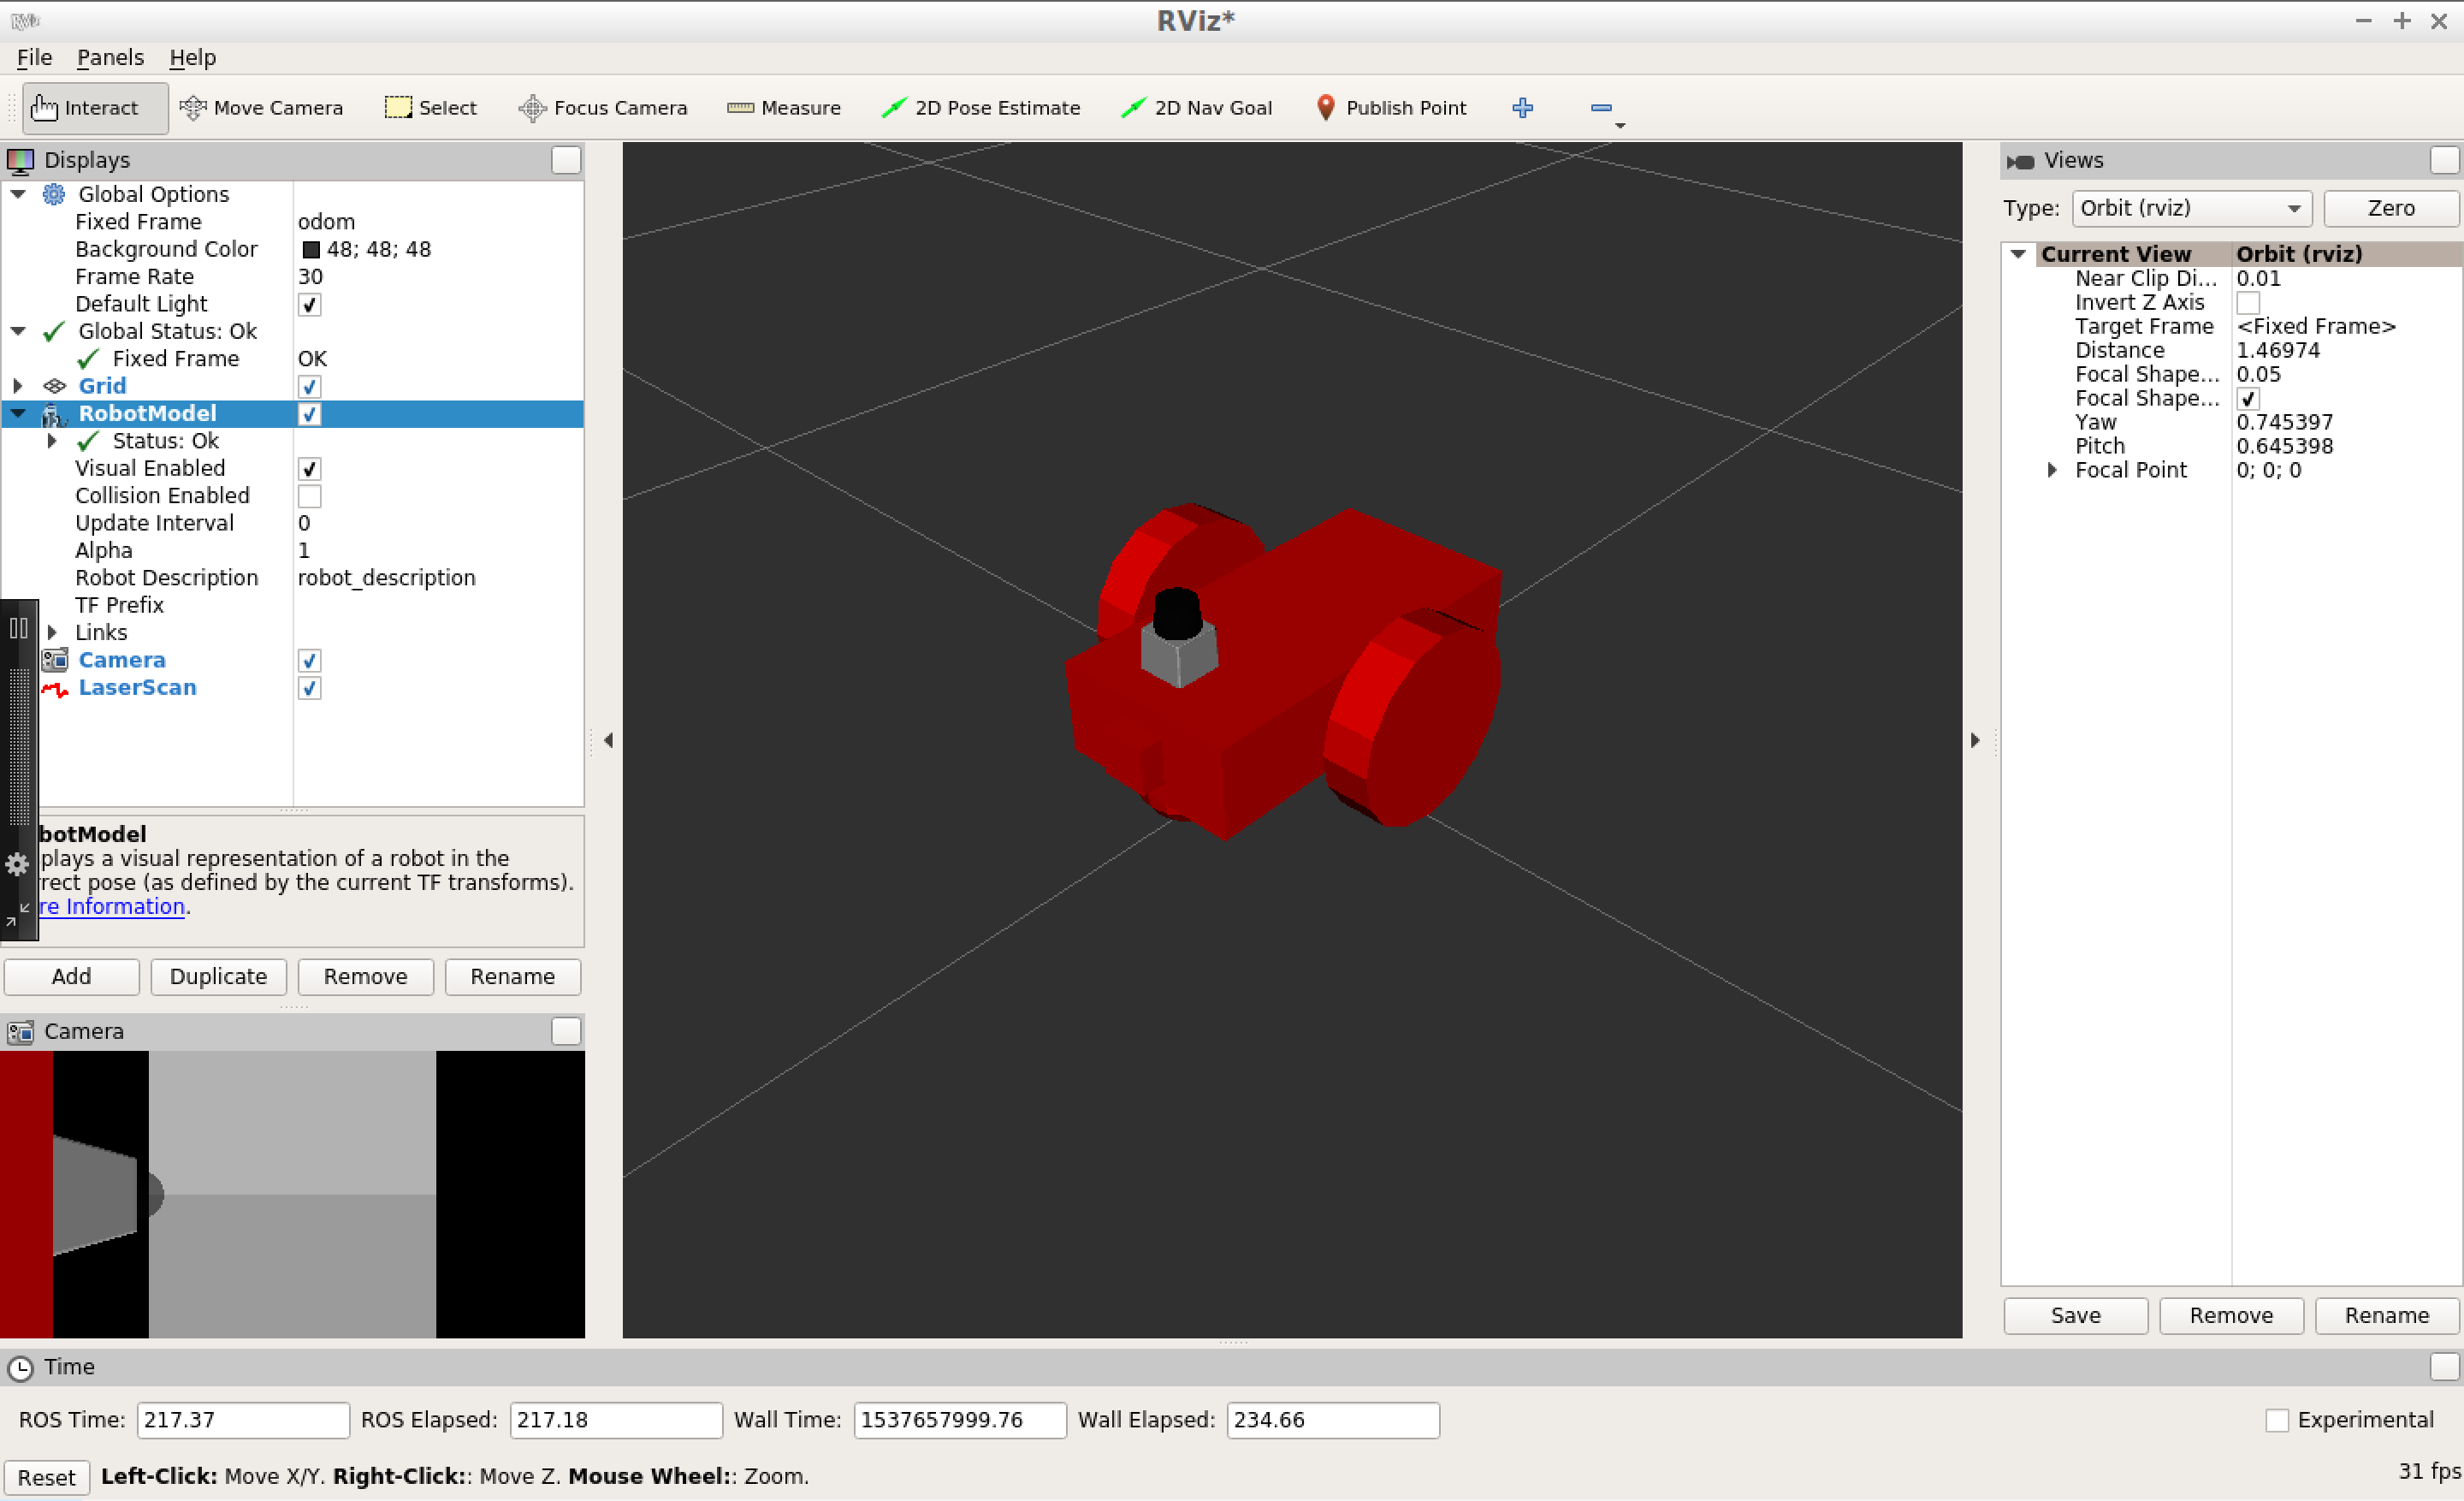 RViz*
File Panels Help
Interact Move Camera Select Focus Camera Measure 2D Pose Estimate 2D Nav Goal Publish Point
Displays
Global Options
Fixed Frame odom
Background Color 48; 48; 48
Frame Rate 30
Default Light
Global Status: Ok
Fixed Frame OK
Grid
RobotModel
Status: Ok
Visual Enabled
Collision Enabled
Update Interval 0
Alpha 1
Robot Description robot_description
TF Prefix
Links
Camera
LaserScan
botModel
plays a visual representation of a robot in the
rect pose (as defined by the current TF transforms).
re Information.
Add Duplicate Remove Rename
Camera
Views
Type: Orbit (rviz) Zero
Current View Orbit (rviz)
Near Clip Di... 0.01
Invert Z Axis
Target Frame <Fixed Frame>
Distance 1.46974
Focal Shape... 0.05
Focal Shape...
Yaw 0.745397
Pitch 0.645398
Focal Point 0; 0; 0
Save Remove Rename
Time
ROS Time: 217.37 ROS Elapsed: 217.18 Wall Time: 1537657999.76 Wall Elapsed: 234.66 Experimental
Reset Left-Click: Move X/Y. Right-Click:: Move Z. Mouse Wheel:: Zoom. 31 fps